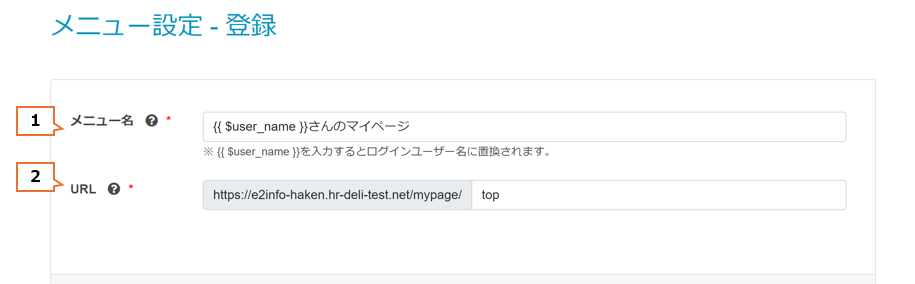 メニュー設定 - 登録
1
メニュー名 ? *
{{ $user_name }}さんのマイページ
※ {{ $user_name }}を入力するとログインユーザー名に置換されます。
2
URL ? *
https://e2info-haken.hr-deli-test.net/mypage/ top